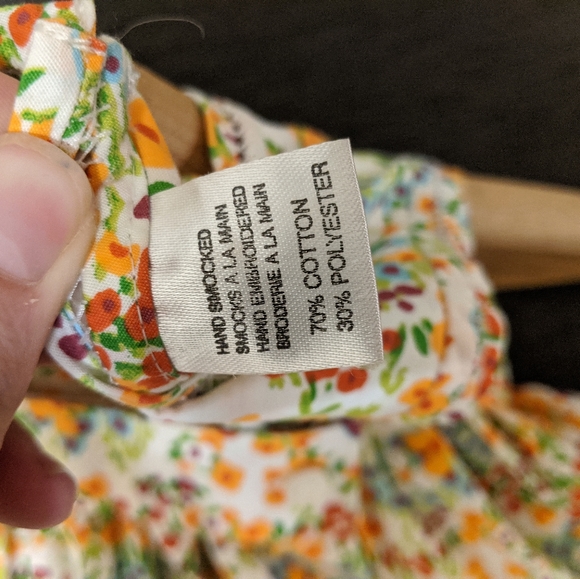 HAND SMOCKED
SMOCKS A LA MAIN
HAND EMBROIDERED
BRODERIE A LA MAIN
70% COTTON
30% POLYESTER